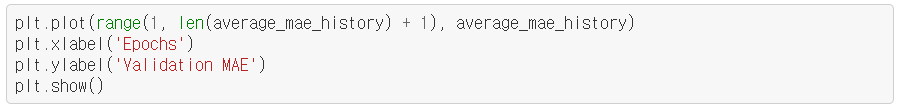 plt.plot(range(1, len(average_mae_history) + 1), average_mae_history)
plt.xlabel('Epochs')
plt.ylabel('Validation MAE')
plt.show()